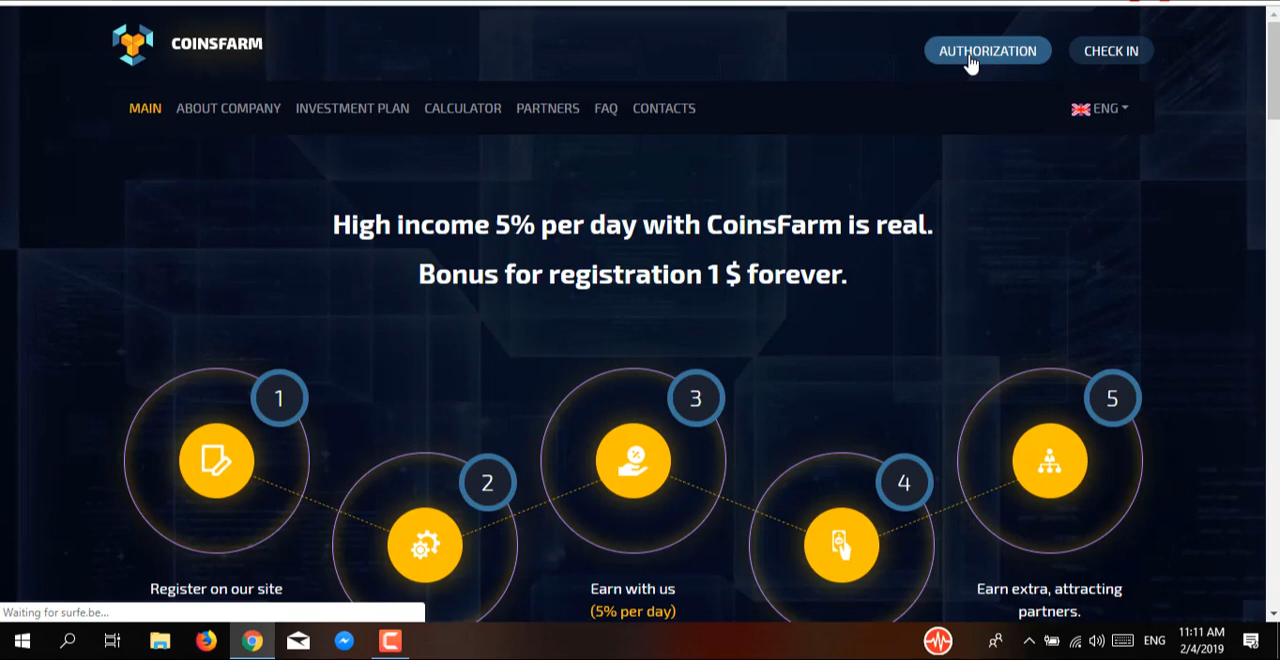 COINSFARM
AUTHORIZATION
CHECK IN
MAIN ABOUT COMPANY INVESTMENT PLAN CALCULATOR PARTNERS FAQ CONTACTS
ENG
High income 5% per day with CoinsFarm is real.
Bonus for registration 1 $ forever.
1
2
3
4
5
Register on our site
Earn with us
(5% per day)
Earn extra, attracting
partners.
Waiting for surfe.be...
ENG
11:11 AM
2/4/2019